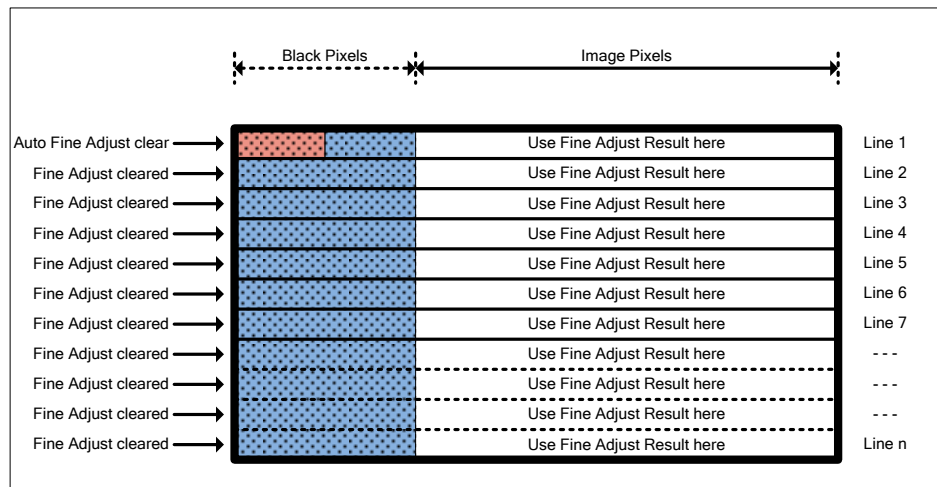 Black Pixels Image Pixels
Auto Fine Adjust clear Use Fine Adjust Result here Line 1
Fine Adjust cleared Use Fine Adjust Result here Line 2
Fine Adjust cleared Use Fine Adjust Result here Line 3
Fine Adjust cleared Use Fine Adjust Result here Line 4
Fine Adjust cleared Use Fine Adjust Result here Line 5
Fine Adjust cleared Use Fine Adjust Result here Line 6
Fine Adjust cleared Use Fine Adjust Result here Line 7
Fine Adjust cleared Use Fine Adjust Result here - - -
Fine Adjust cleared Use Fine Adjust Result here - - -
Fine Adjust cleared Use Fine Adjust Result here - - -
Fine Adjust cleared Use Fine Adjust Result here Line n